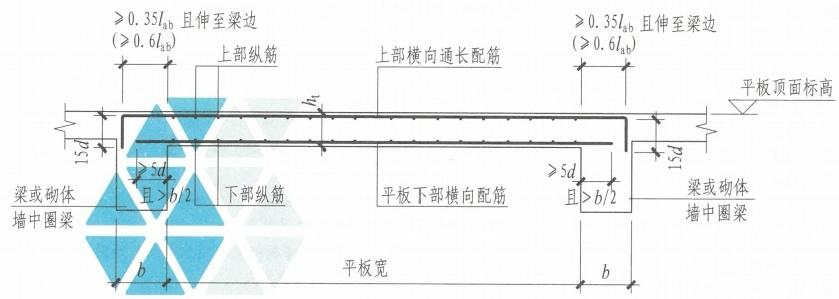 ≥0.35lab 且伸至梁边
(≥0.6lab)
≥0.35lab 且伸至梁边
(≥0.6lab)
上部纵筋
上部横向通长配筋
ht
平板顶面标高
15d
15d
≥5d
且>b/2
≥5d
且>b/2
梁或砌体
墙中圈梁
下部纵筋
平板下部横向配筋
梁或砌体
墙中圈梁
b
平板宽
b